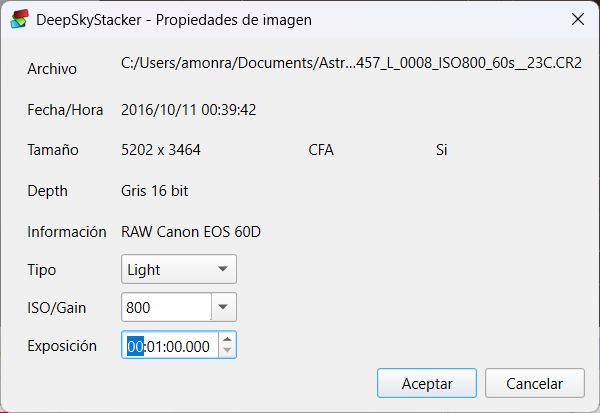 DeepSkyStacker - Propiedades de imagen
Archivo C:/Users/amonra/Documents/Astr...457_L_0008_ISO800_60s__23C.CR2
Fecha/Hora 2016/10/11 00:39:42
Tamaño 5202 x 3464 CFA Si
Depth Gris 16 bit
Información RAW Canon EOS 60D
Tipo Light
ISO/Gain 800
Exposición 00:01:00.000
Aceptar Cancelar